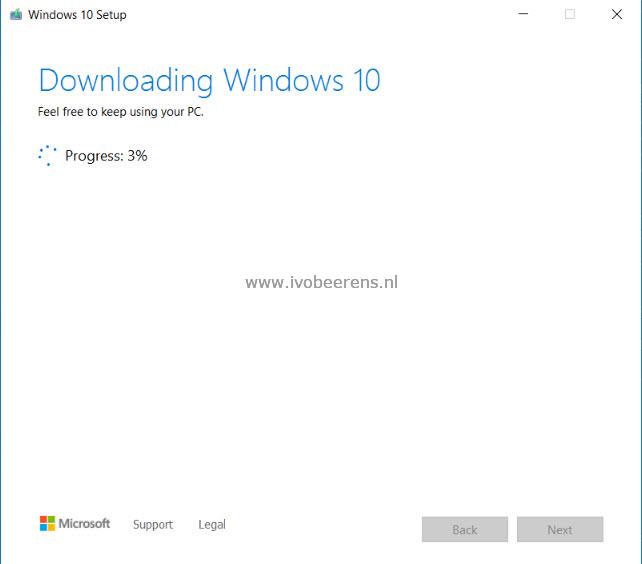 Windows 10 Setup
Downloading Windows 10
Feel free to keep using your PC.
Progress: 3%
www.ivobeerens.nl
Microsoft Support Legal Back Next